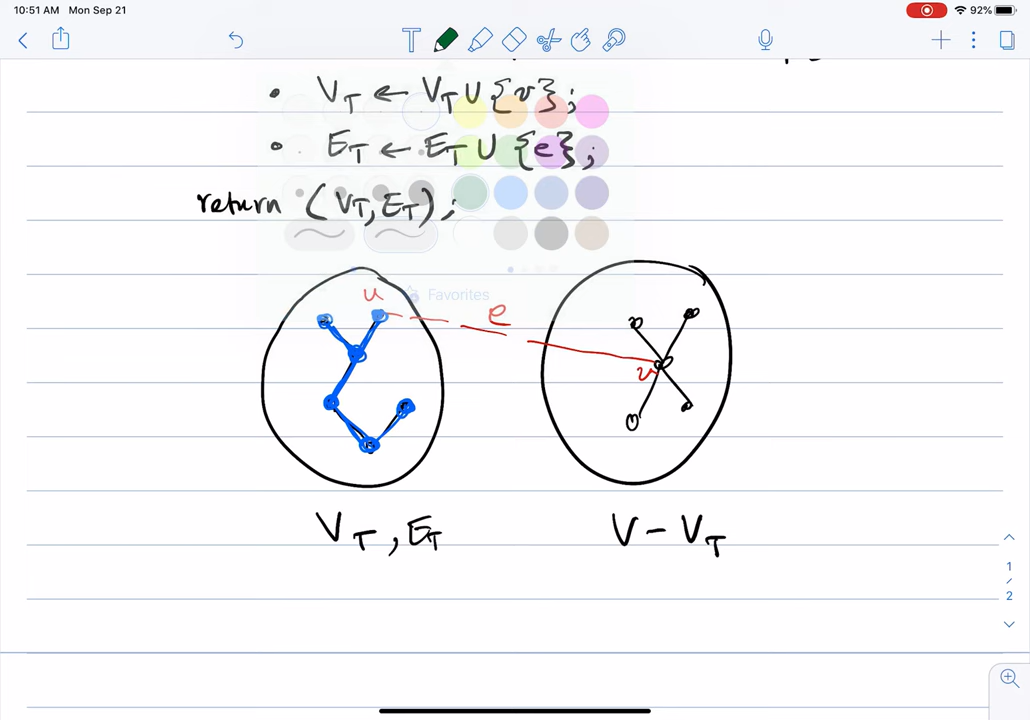 10:51 AM Mon Sep 21
92%
T
• V_T ← V_T ∪ {v};
• E_T ← E_T ∪ {e};
return (V_T, E_T);
Favorites
u
e
v
V_T, E_T
V - V_T
1
/
2